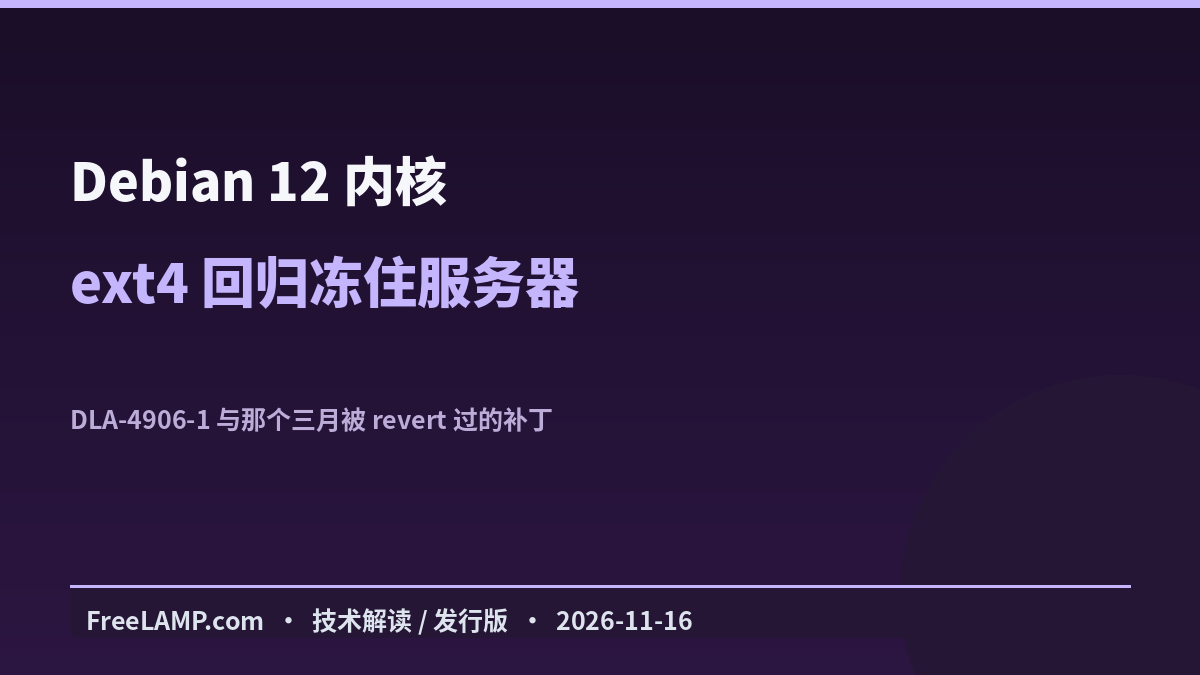 Debian 12 内核
ext4 回归冻住服务器
DLA-4906-1 与那个三月被 revert 过的补丁
FreeLAMP.com · 技术解读 / 发行版 · 2026-11-16